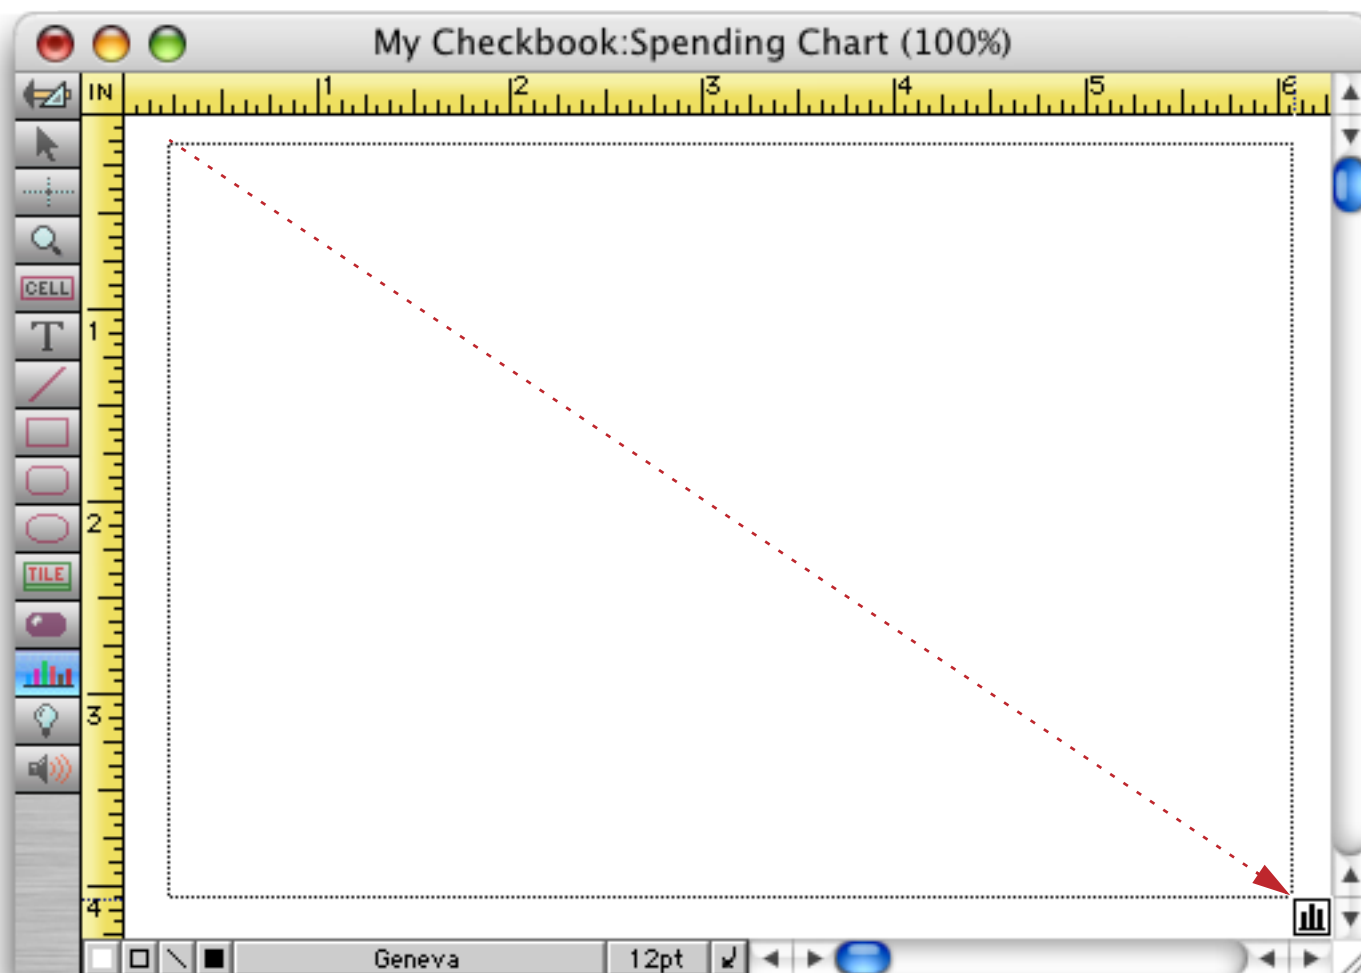 My Checkbook:Spending Chart (100%)
IN 1 2 3 4 5 6
CELL
1
T
2
TILE
3
4
Geneva 12pt